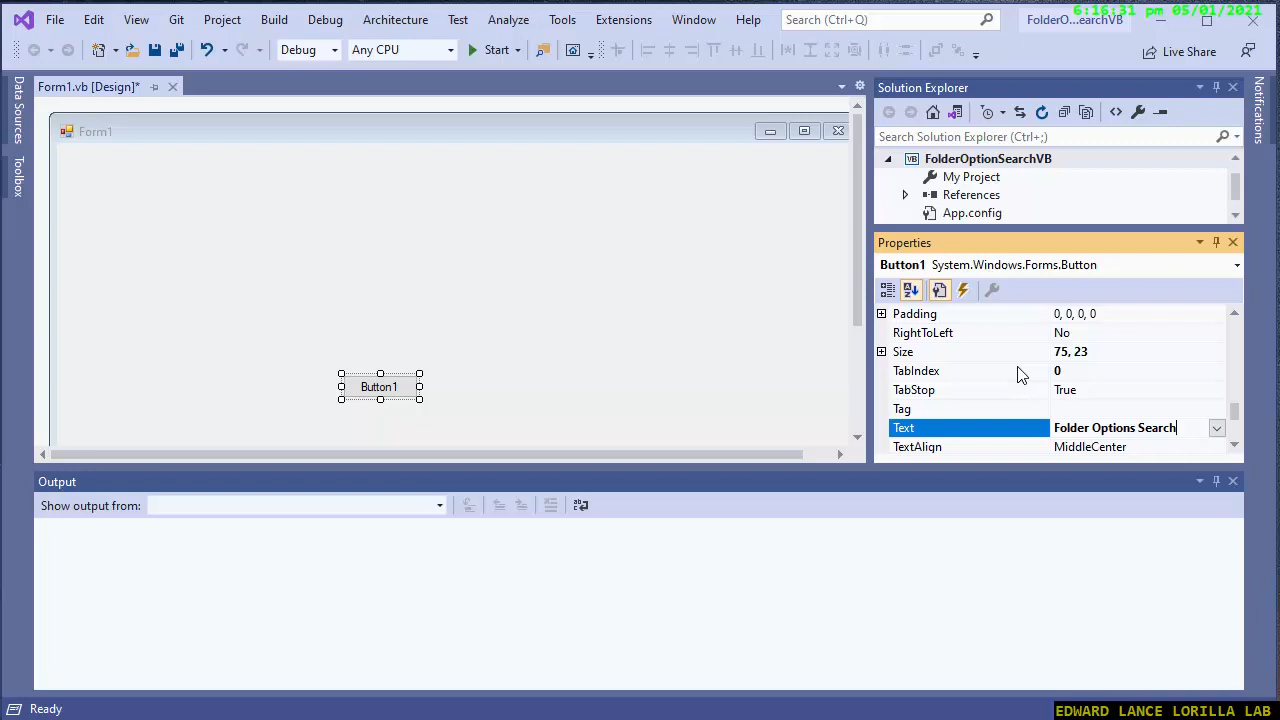 6:16:31 pm 05/01/2021
File Edit View Git Project Build Debug Architecture Test Analyze Tools Extensions Window Help Search (Ctrl+Q) FolderO...earchVB
Debug Any CPU Start Live Share
Data Sources
Toolbox
Form1.vb [Design]*
Form1
Button1
Solution Explorer
Search Solution Explorer (Ctrl+;)
VB FolderOptionSearchVB
My Project
References
App.config
Notifications
Properties
Button1 System.Windows.Forms.Button
Padding 0, 0, 0, 0
RightToLeft No
Size 75, 23
TabIndex 0
TabStop True
Tag
Text Folder Options Search
TextAlign MiddleCenter
Output
Show output from:
Ready
EDWARD LANCE LORILLA LAB